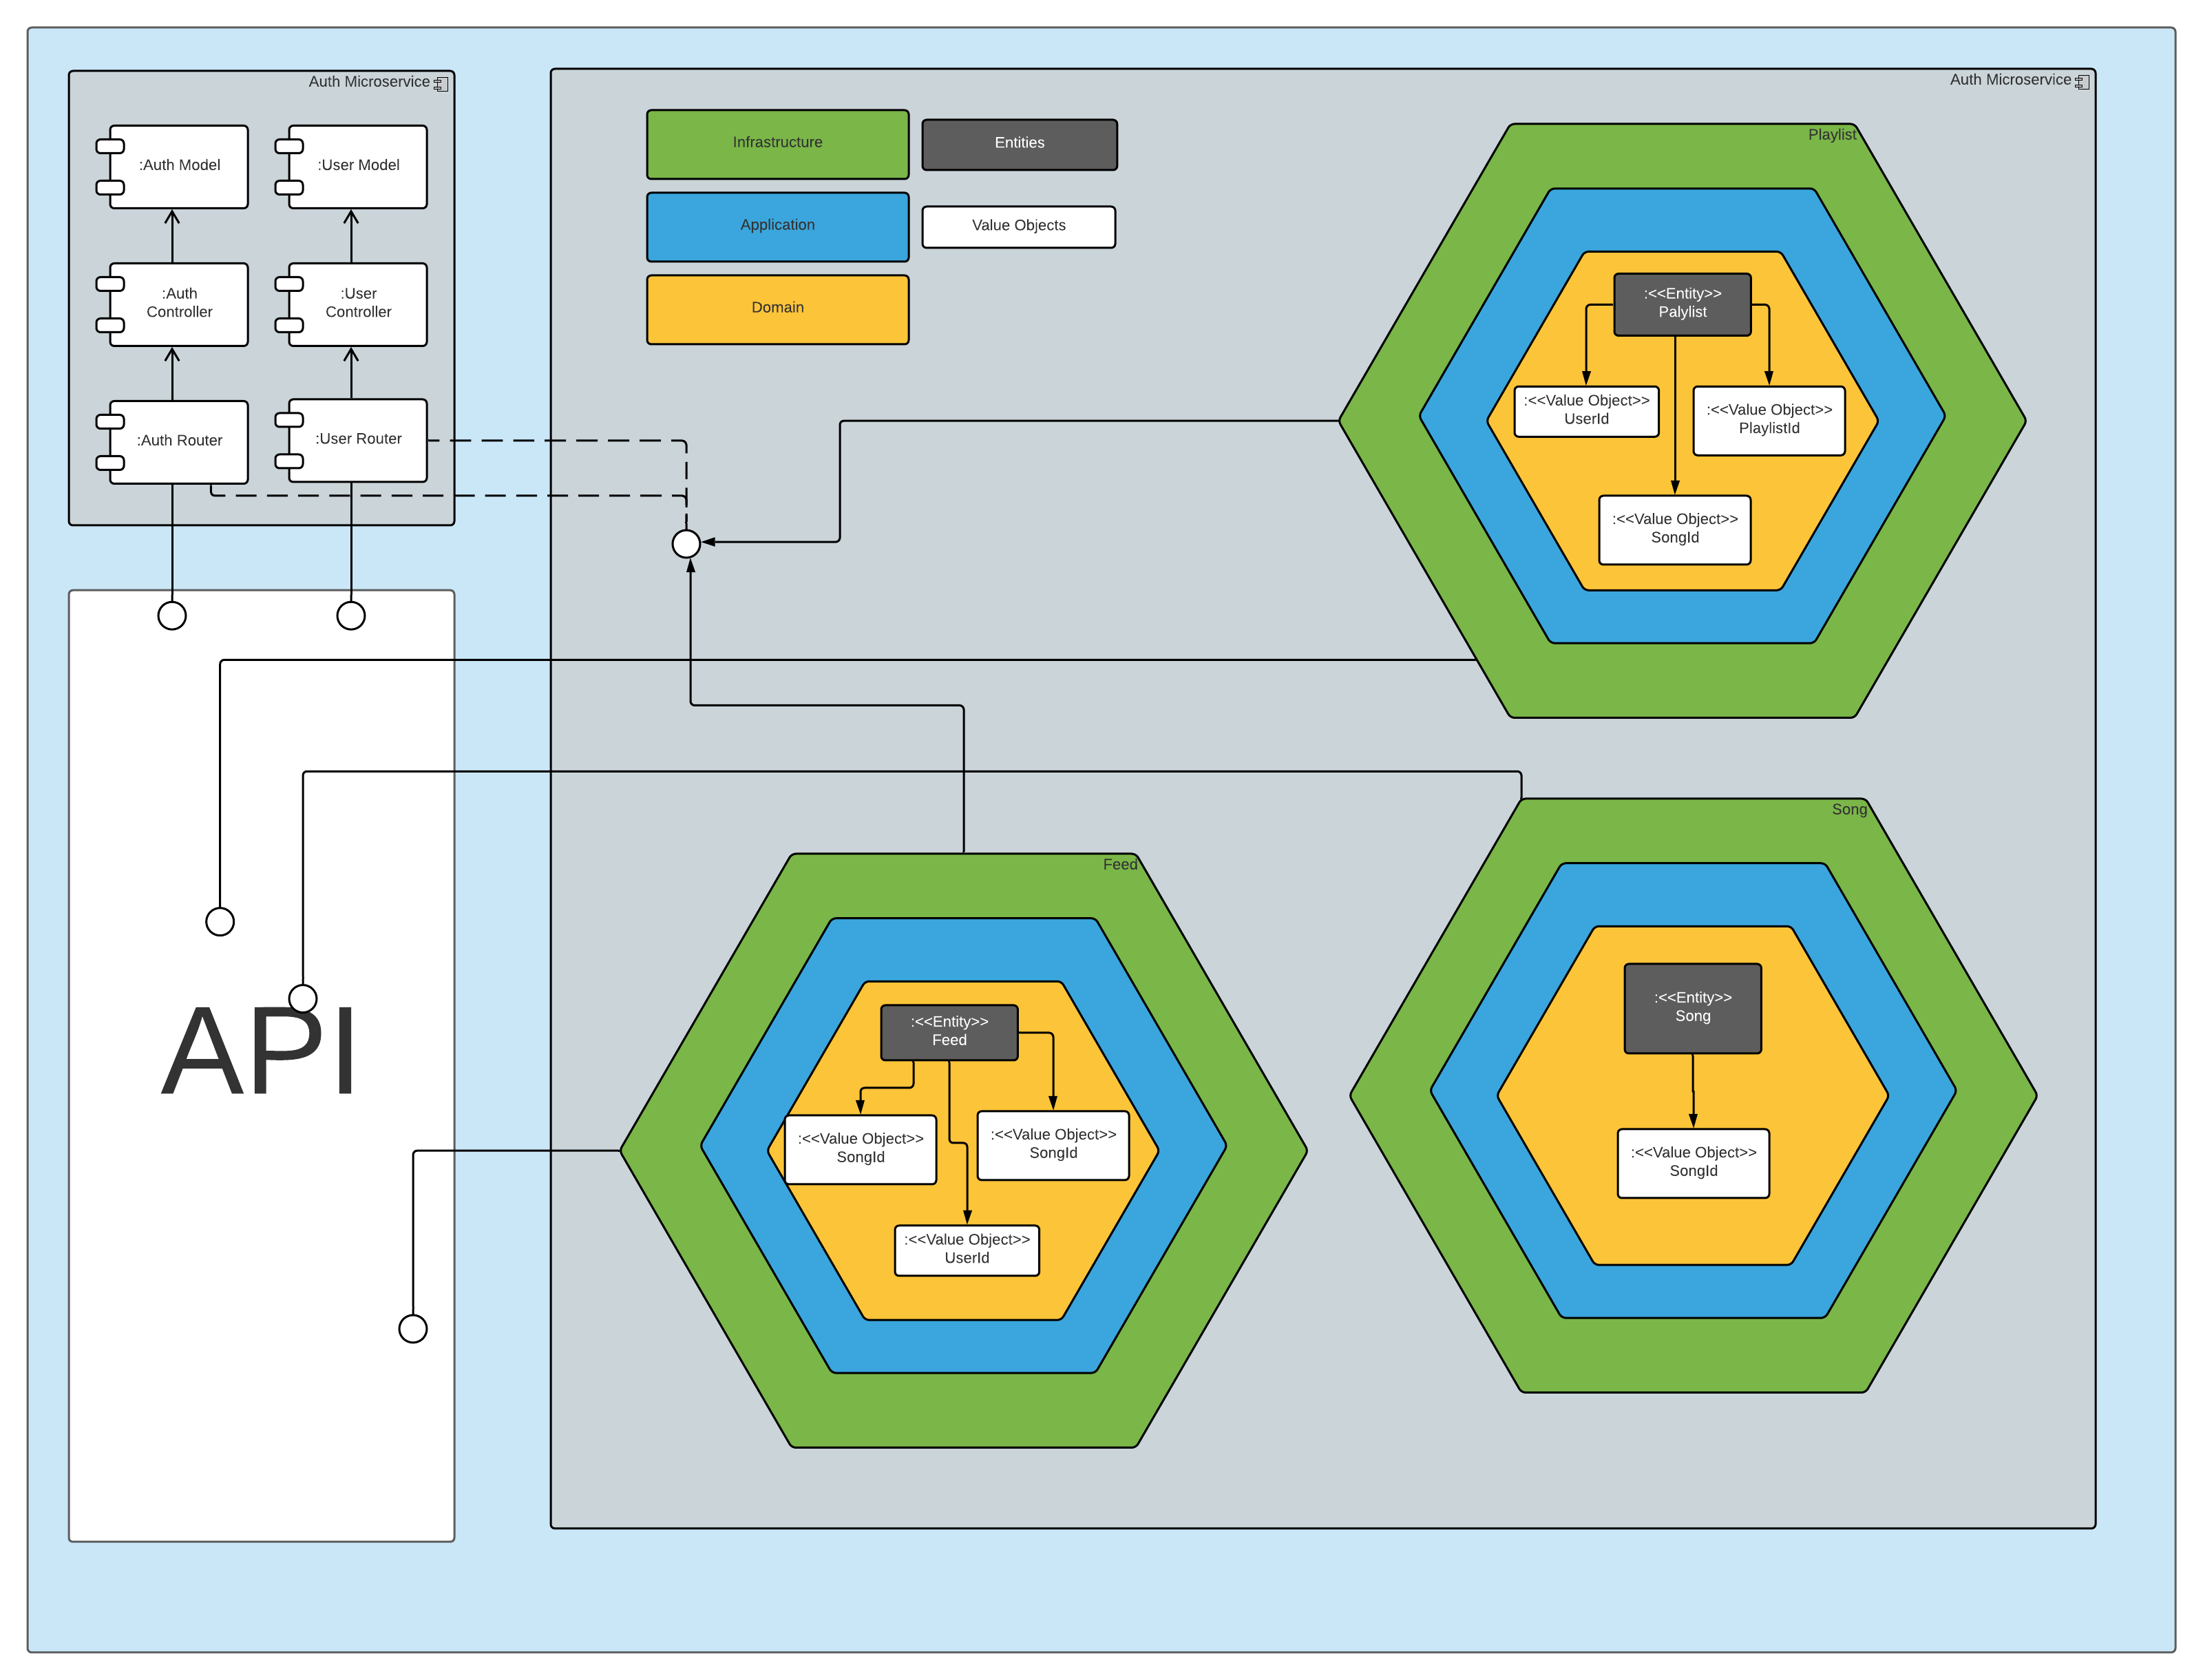 Auth Microservice
:Auth Model
:User Model
:Auth
Controller
:User
Controller
:Auth Router
:User Router
API
Auth Microservice
Infrastructure
Entities
Application
Value Objects
Domain
Playlist
:<<Entity>>
Palylist
:<<Value Object>>
UserId
:<<Value Object>>
PlaylistId
:<<Value Object>>
SongId
Feed
:<<Entity>>
Feed
:<<Value Object>>
SongId
:<<Value Object>>
SongId
:<<Value Object>>
UserId
Song
:<<Entity>>
Song
:<<Value Object>>
SongId